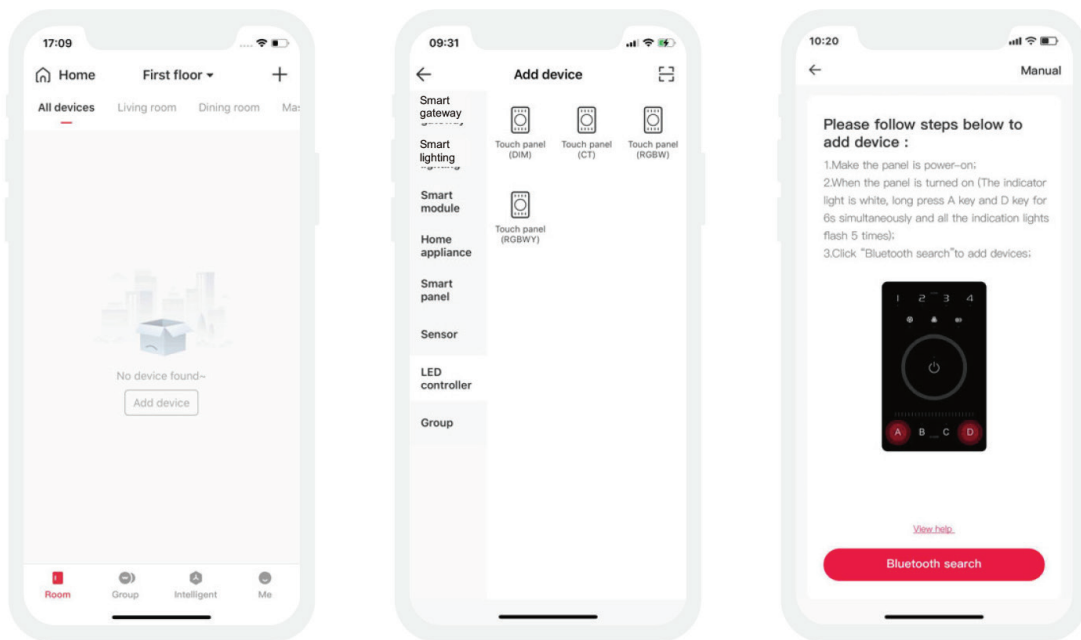 17:09
Home
First floor
All devices
Living room
Dining room
Mas
No device found~
Add device
Room
Group
Intelligent
Me
09:31
Add device
Smart
gateway
Smart
lighting
Smart
module
Home
appliance
Smart
panel
Sensor
LED
controller
Group
Touch panel
(DIM)
Touch panel
(CT)
Touch panel
(RGBW)
Touch panel
(RGBWY)
10:20
Manual
Please follow steps below to
add device :
1.Make the panel is power-on;
2.When the panel is turned on (The indicator
light is white, long press A key and D key for
6s simultaneously and all the indication lights
flash 5 times);
3.Click "Bluetooth search"to add devices;
1 2 3 4
A B C D
View help
Bluetooth search